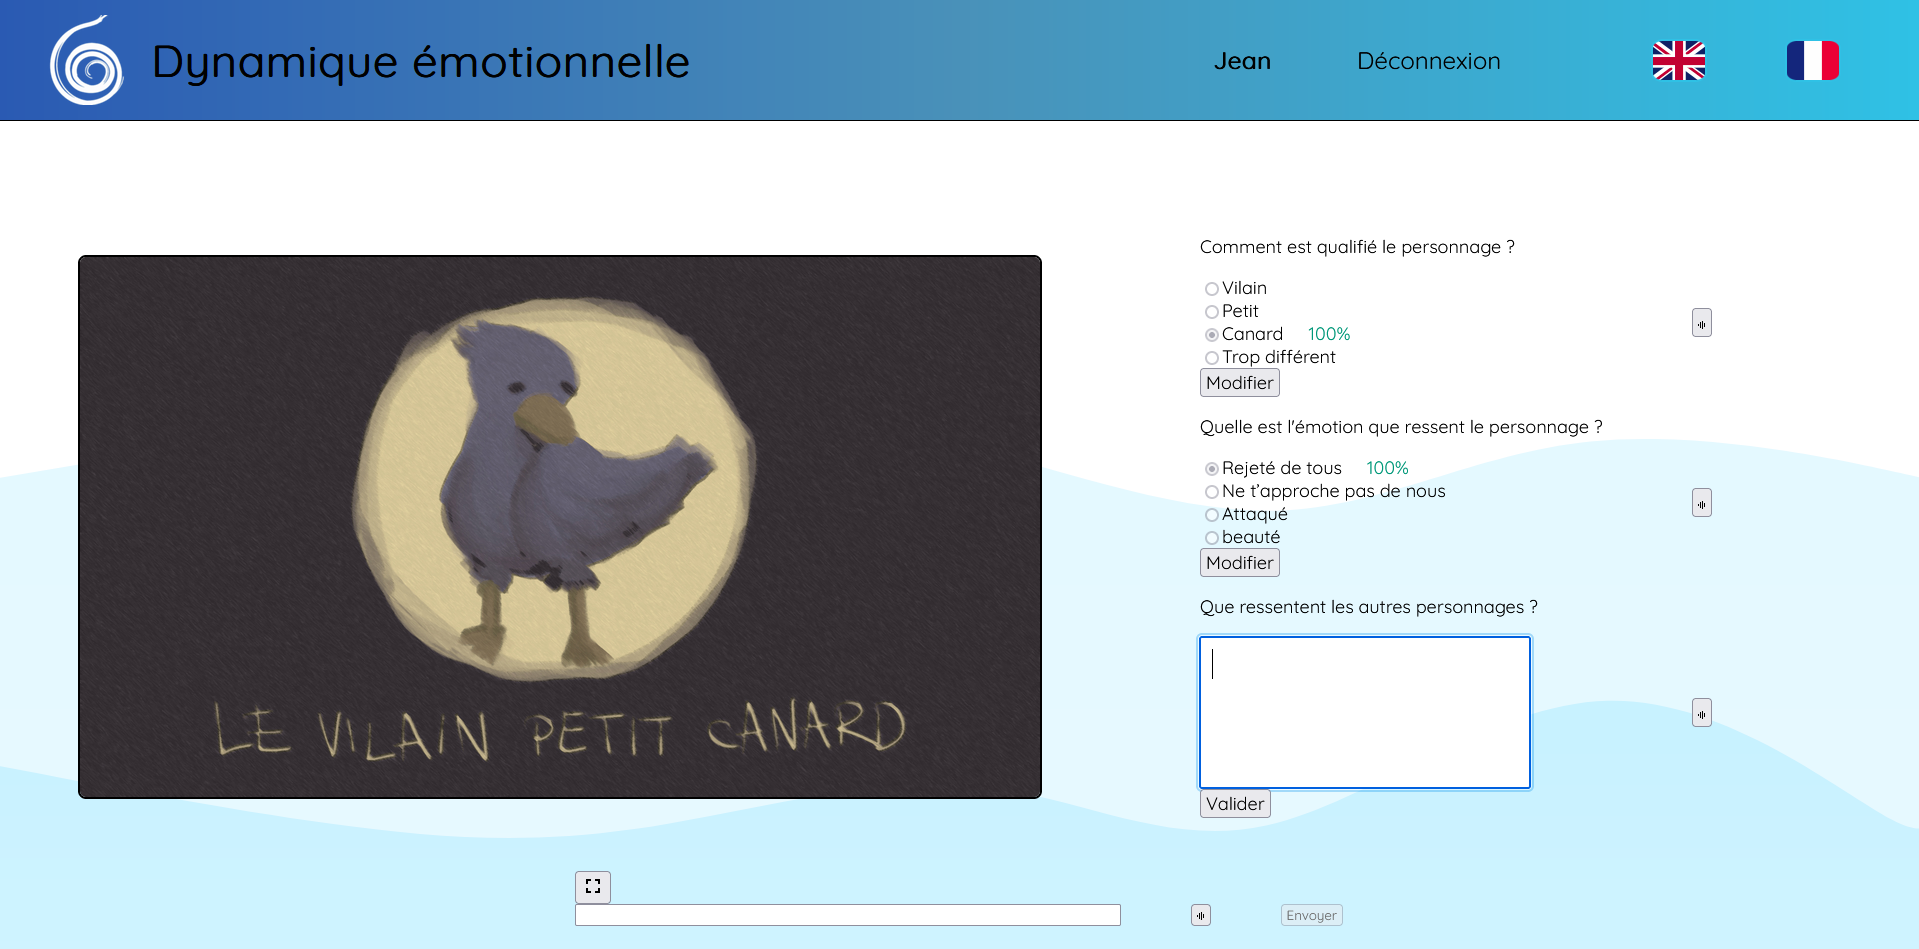 Dynamique émotionnelle
Jean
Déconnexion
LE VILAIN PETIT CANARD
Comment est qualifié le personnage ?
Vilain
Petit
Canard 100%
Trop différent
Modifier
Quelle est l'émotion que ressent le personnage ?
Rejeté de tous 100%
Ne t'approche pas de nous
Attaqué
beauté
Modifier
Que ressentent les autres personnages ?
Valider
Envoyer